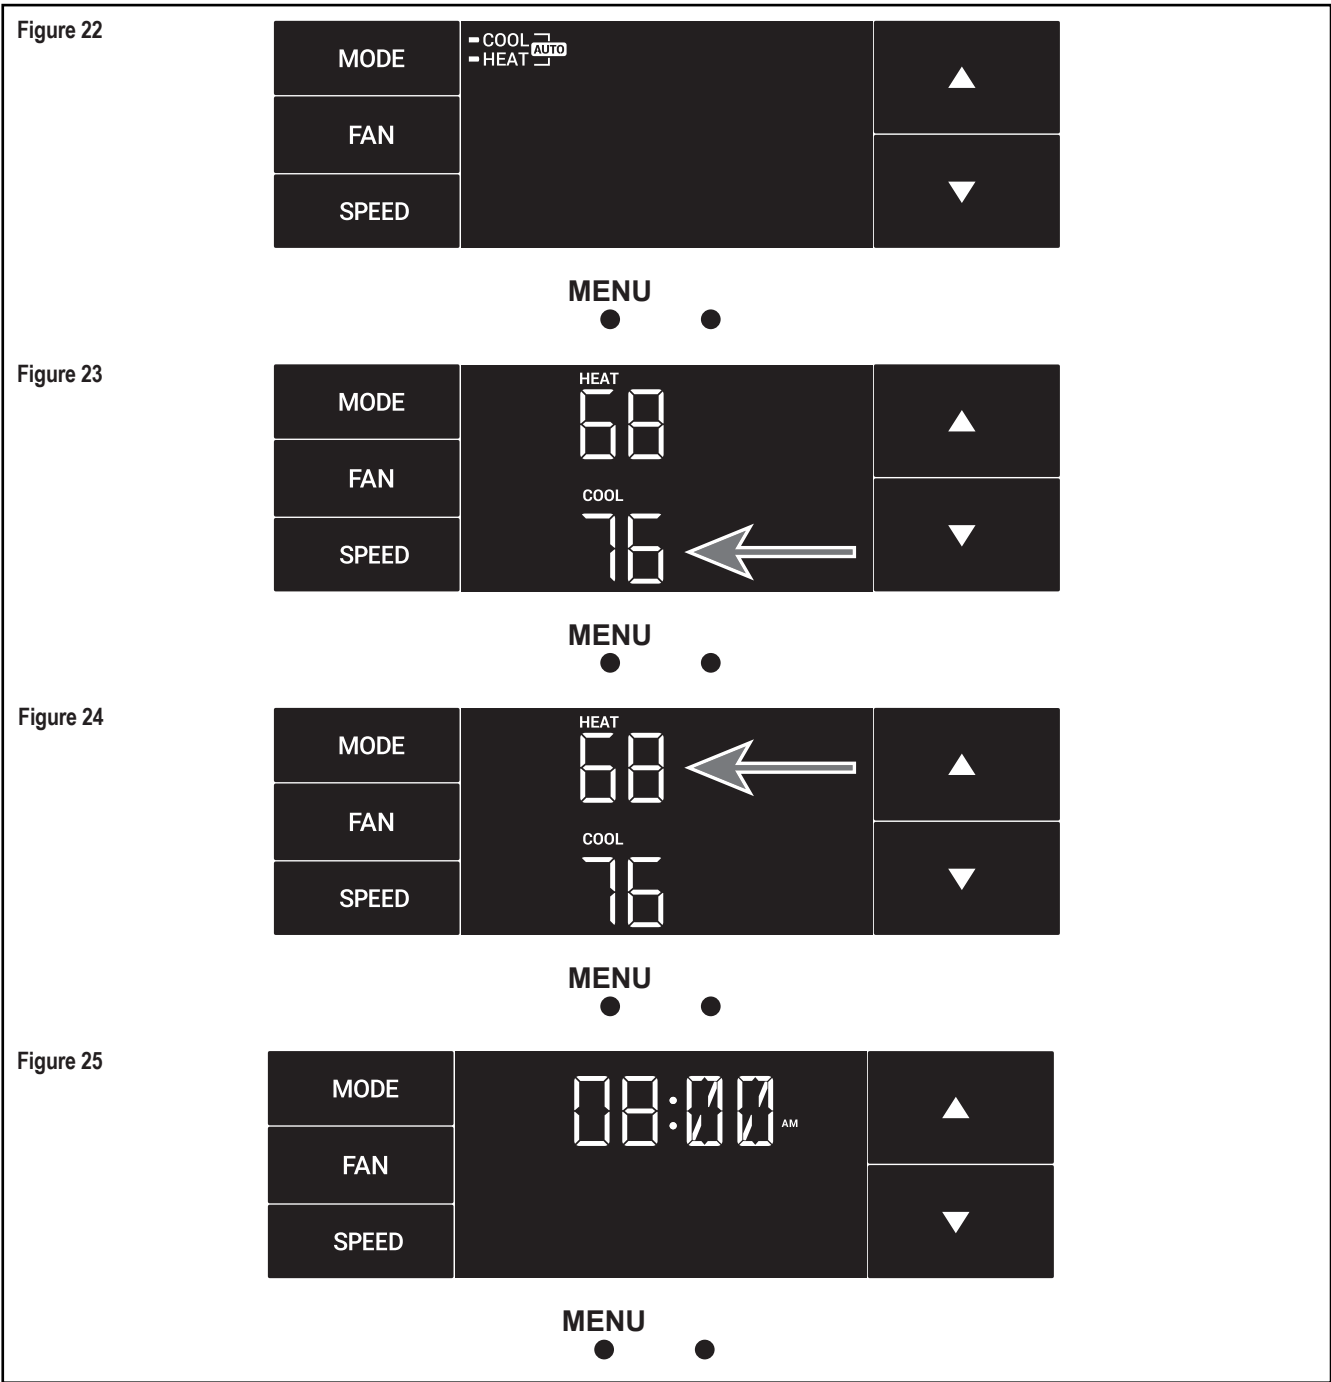 Figure 22
MODE
FAN
SPEED
COOL
HEAT
AUTO
MENU
Figure 23
MODE
FAN
SPEED
HEAT
68
COOL
76
MENU
Figure 24
MODE
FAN
SPEED
HEAT
68
COOL
76
MENU
Figure 25
MODE
FAN
SPEED
08:00 AM
MENU